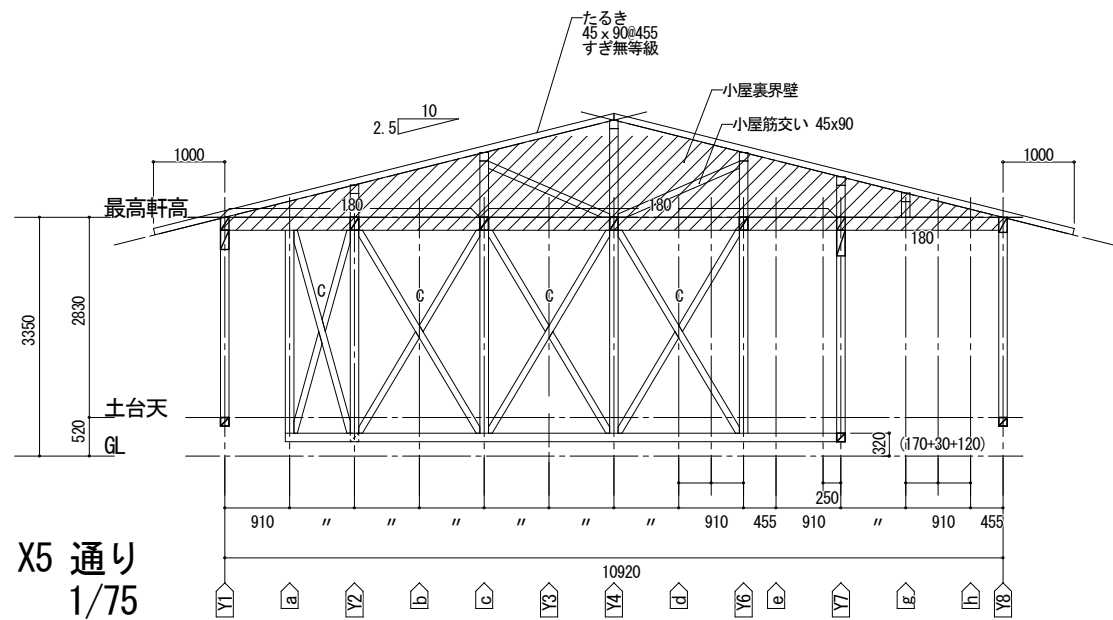 たるき
45 x 90@455
すぎ無等級
小屋裏界壁
小屋筋交い 45x90
10
2.5
1000
1000
最高軒高
180
180
180
C
C
C
C
2830
3350
土台天
520
GL
320
(170+30+120)
250
910 〃 〃 〃 〃 〃 〃 910 455 910 〃 910 455
10920
X5 通り
1/75
Y1 a Y2 b c Y3 Y4 d Y6 e Y7 g h Y8